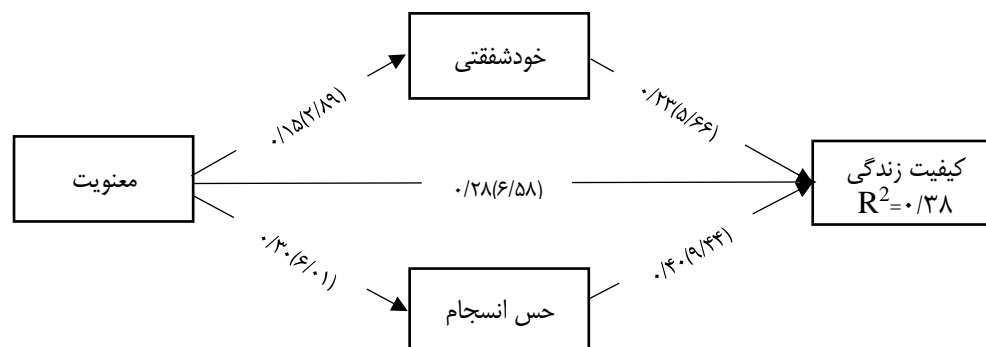 خودشفقتی
۰/۱۵(۲/۸۹)
۰/۲۳(۵/۶۶)
معنویت
۰/۲۸(۶/۵۸)
کیفیت زندگی
R²=۰/۳۸
۰/۳۰(۶/۰۱)
۰/۴۰(۹/۴۴)
حس انسجام